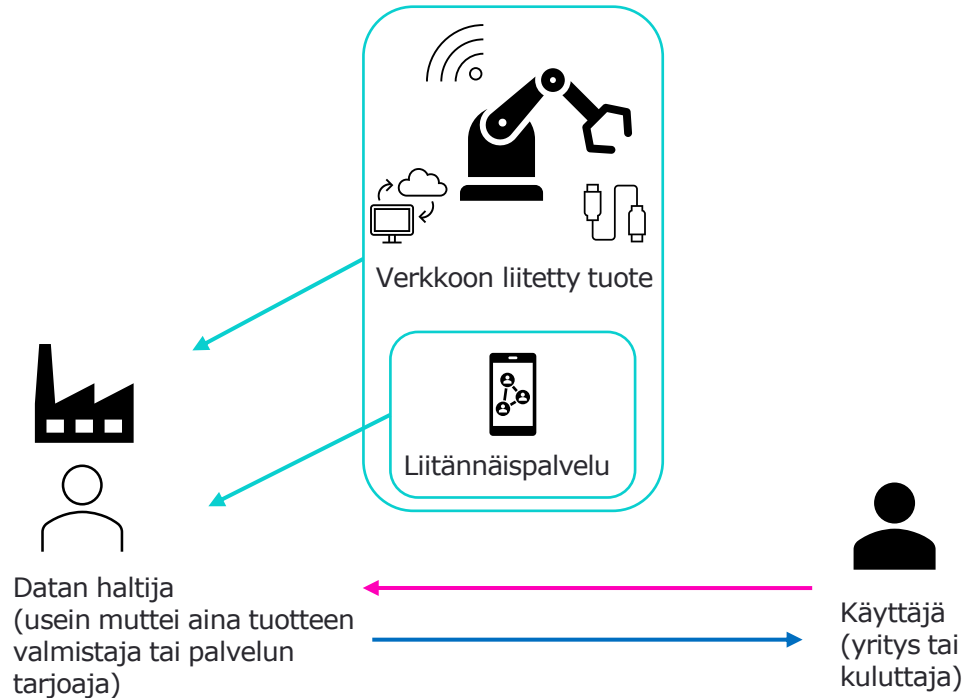 Verkkoon liitetty tuote
Liitännäispalvelu
Datan haltija
(usein muttei aina tuotteen
valmistaja tai palvelun
tarjoaja)
Käyttäjä
(yritys tai
kuluttaja)